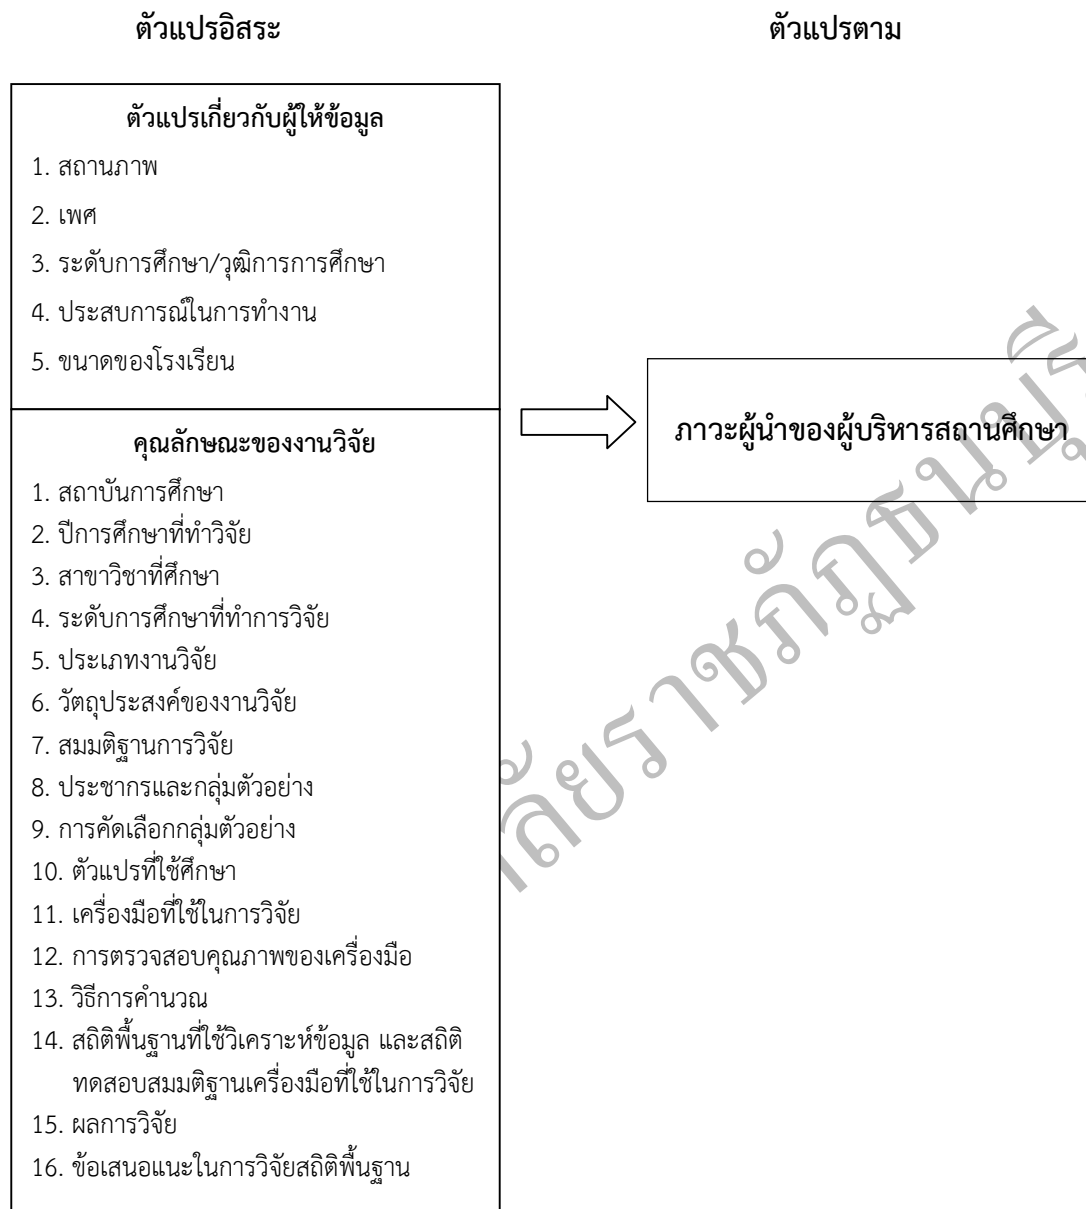 ตัวแปรอิสระ
ตัวแปรตาม
ตัวแปรเกี่ยวกับผู้ให้ข้อมูล
1. สถานภาพ
2. เพศ
3. ระดับการศึกษา/วุฒิการการศึกษา
4. ประสบการณ์ในการทำงาน
5. ขนาดของโรงเรียน
คุณลักษณะของงานวิจัย
1. สถาบันการศึกษา
2. ปีการศึกษาที่ทำวิจัย
3. สาขาวิชาที่ศึกษา
4. ระดับการศึกษาที่ทำการวิจัย
5. ประเภทงานวิจัย
6. วัตถุประสงค์ของงานวิจัย
7. สมมติฐานการวิจัย
8. ประชากรและกลุ่มตัวอย่าง
9. การคัดเลือกกลุ่มตัวอย่าง
10. ตัวแปรที่ใช้ศึกษา
11. เครื่องมือที่ใช้ในการวิจัย
12. การตรวจสอบคุณภาพของเครื่องมือ
13. วิธีการคำนวณ
14. สถิติพื้นฐานที่ใช้วิเคราะห์ข้อมูล และสถิติ
ทดสอบสมมติฐานเครื่องมือที่ใช้ในการวิจัย
15. ผลการวิจัย
16. ข้อเสนอแนะในการวิจัยสถิติพื้นฐาน
ภาวะผู้นำของผู้บริหารสถานศึกษา
ลัยราชภัฏธนบุรี